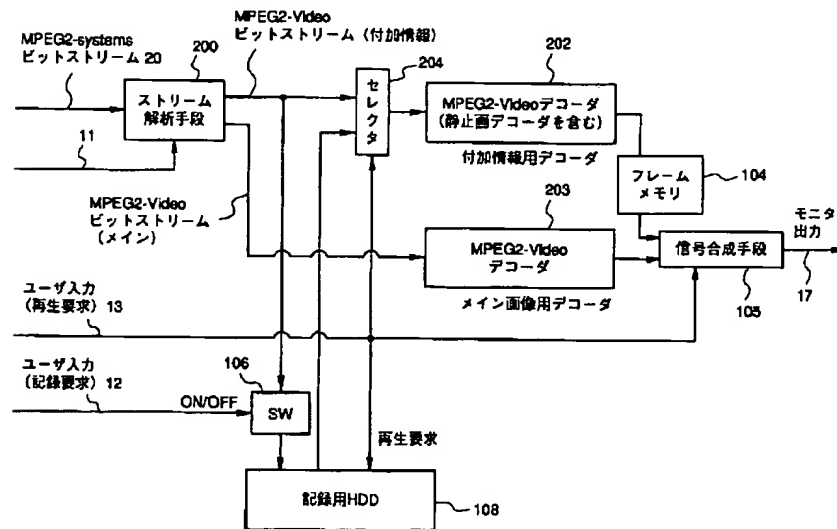 MPEG2-systems
ビットストリーム 20
200
MPEG2-Video
ビットストリーム(付加情報)
204
202
ストリーム
解析手段
セレクタ
MPEG2-Videoデコーダ
(静止画デコーダを含む)
付加情報用デコーダ
11
フレーム
メモリ
104
MPEG2-Video
ビットストリーム
(メイン)
203
MPEG2-Video
デコーダ
メイン画像用デコーダ
信号合成手段
モニタ
出力
17
105
ユーザ入力
(再生要求) 13
ユーザ入力
(記録要求) 12
ON/OFF
106
SW
再生要求
記録用HDD
108